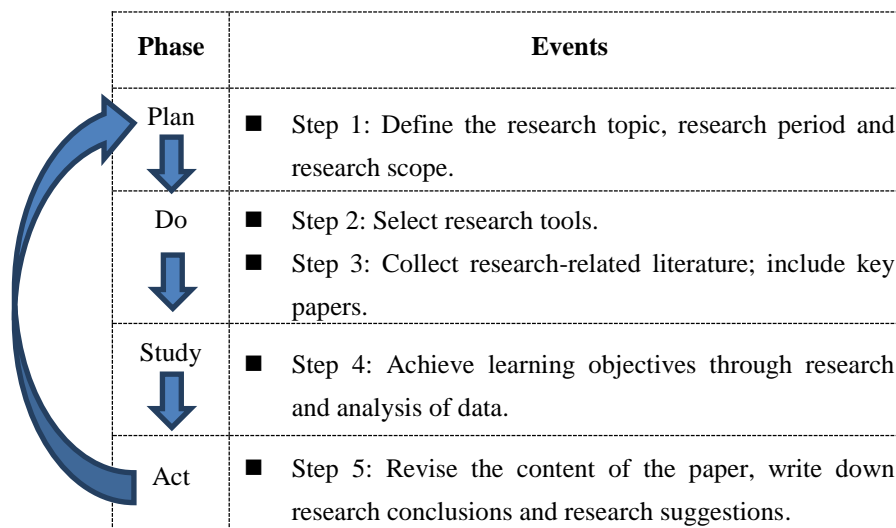 Phase Events
Plan
■ Step 1: Define the research topic, research period and
research scope.
Do
■ Step 2: Select research tools.
■ Step 3: Collect research-related literature; include key
papers.
Study
■ Step 4: Achieve learning objectives through research
and analysis of data.
Act
■ Step 5: Revise the content of the paper, write down
research conclusions and research suggestions.